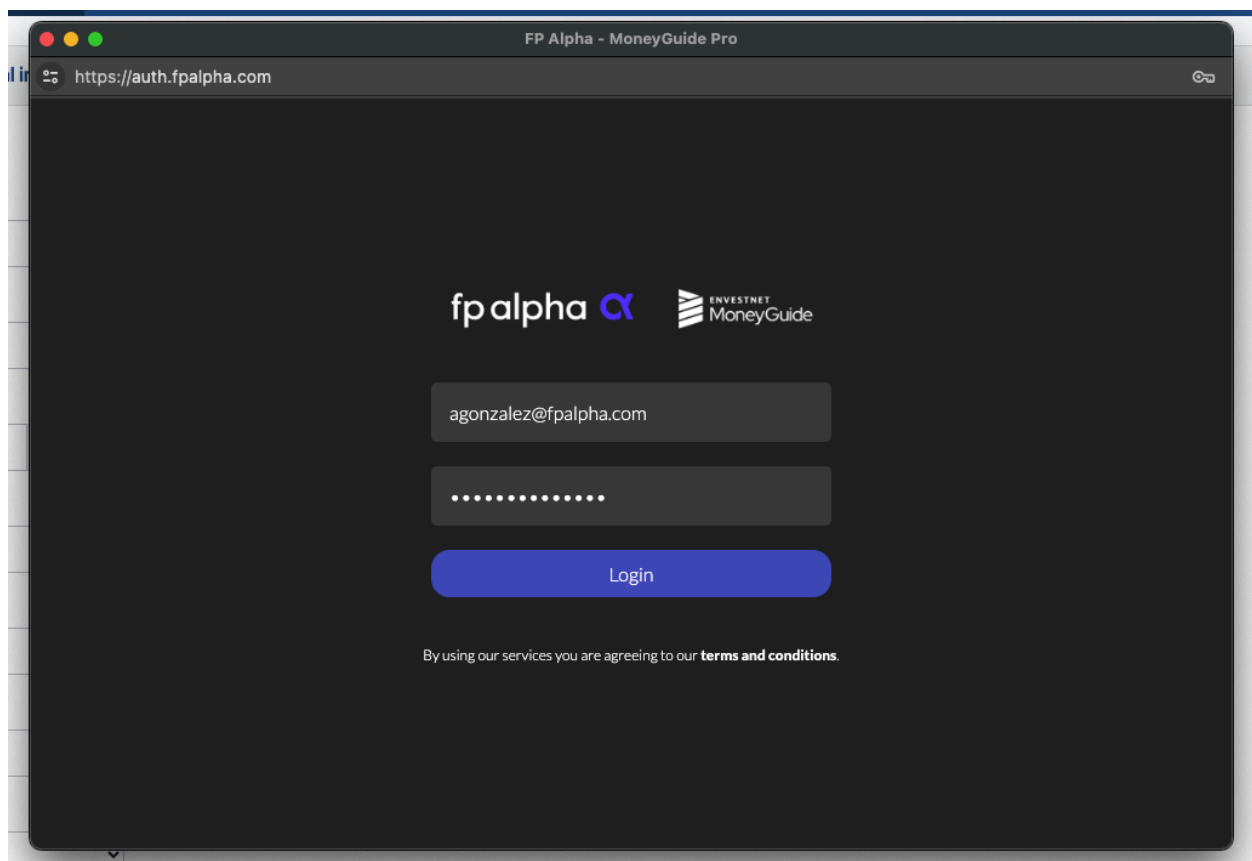 FP Alpha - MoneyGuide Pro
https://auth.fpalpha.com
fp alpha
ENVESTNET
MoneyGuide
agonzalez@fpalpha.com
••••••••••••••
Login
By using our services you are agreeing to our terms and conditions.